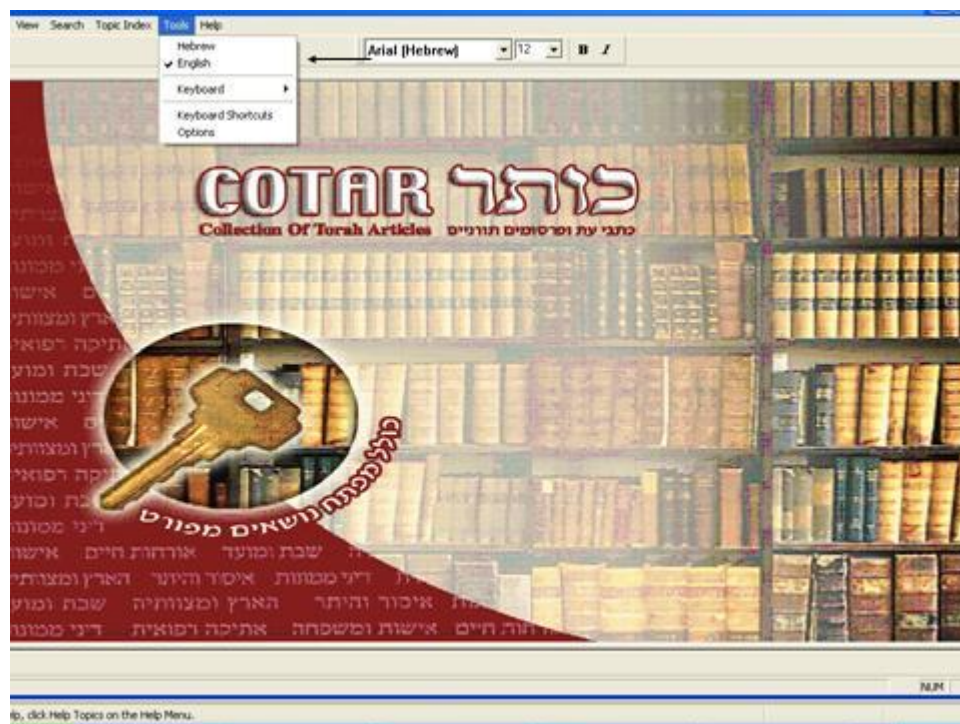 View Search Topic Index Tools Help
Hebrew
English
Keyboard
Keyboard Shortcuts
Options
Arial (Hebrew) 12 B I
COTAR כותר
Collection Of Torah Articles כתבי עת ופרסומים תורניים
כולל מפתח נושאים מפורט
שבת ומועד אורחות חיים אישות
דיני ממונות איסור והיתר הארץ ומצוותיה
איסור והיתר הארץ ומצוותיה שבת ומועד
אורחות חיים אישות ומשפחה אתיקה רפואית דיני ממונות
NUM
click Help Topics on the Help Menu.